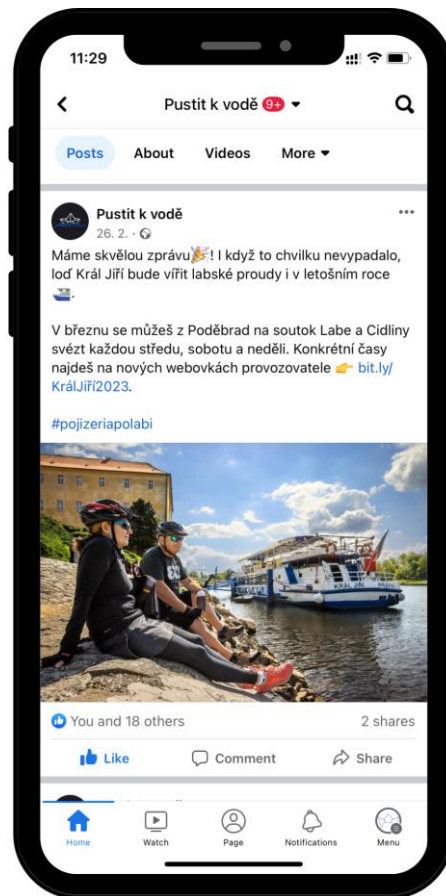 11:29
Pustit k vodě 9+
Posts About Videos More
Pustit k vodě
26. 2.
Máme skvělou zprávu🎉! I když to chvilku nevypadalo,
loď Král Jiří bude vířit labské proudy i v letošním roce
🛥️.
V březnu se můžeš z Poděbrad na soutok Labe a Cidliny
svézt každou středu, sobotu a neděli. Konkrétní časy
najdeš na nových webovkách provozovatele 👉 bit.ly/
KrálJiří2023.
#pojizeriapolabi
KRÁL JIŘÍ
You and 18 others 2 shares
Like Comment Share
Home Watch Page Notifications Menu